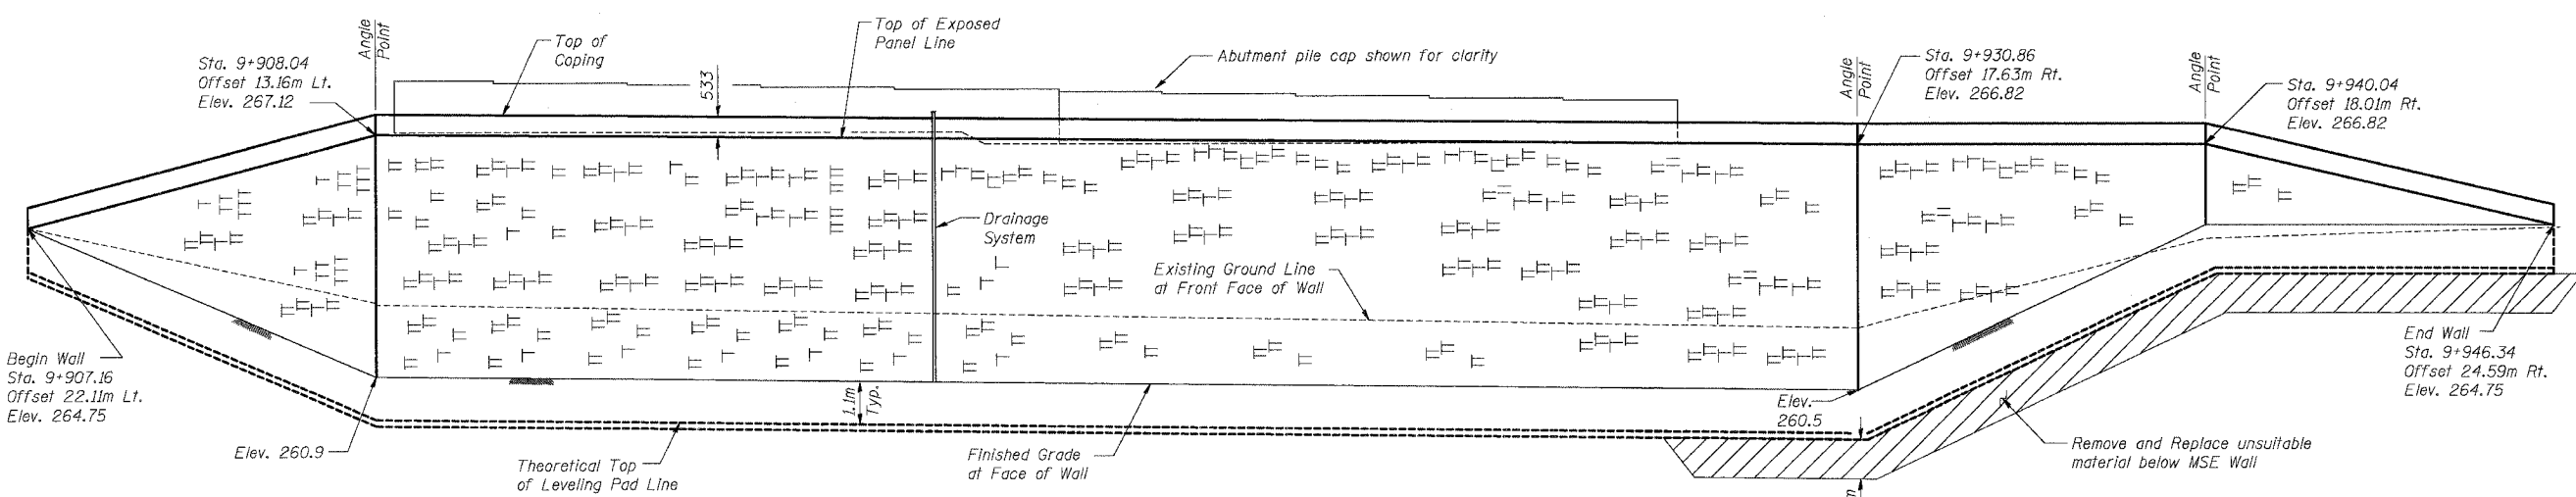 Angle
Point
Sta. 9+908.04
Offset 13.16m Lt.
Elev. 267.12
Top of
Coping
533
Top of Exposed
Panel Line
Abutment pile cap shown for clarity
Angle
Point
Sta. 9+930.86
Offset 17.63m Rt.
Elev. 266.82
Angle
Point
Sta. 9+940.04
Offset 18.01m Rt.
Elev. 266.82
Drainage
System
Existing Ground Line
at Front Face of Wall
Begin Wall
Sta. 9+907.16
Offset 22.11m Lt.
Elev. 264.75
Elev. 260.9
Theoretical Top
of Leveling Pad Line
1.1m
Typ.
Finished Grade
at Face of Wall
Elev.
260.5
Remove and Replace unsuitable
material below MSE Wall
End Wall
Sta. 9+946.34
Offset 24.59m Rt.
Elev. 264.75